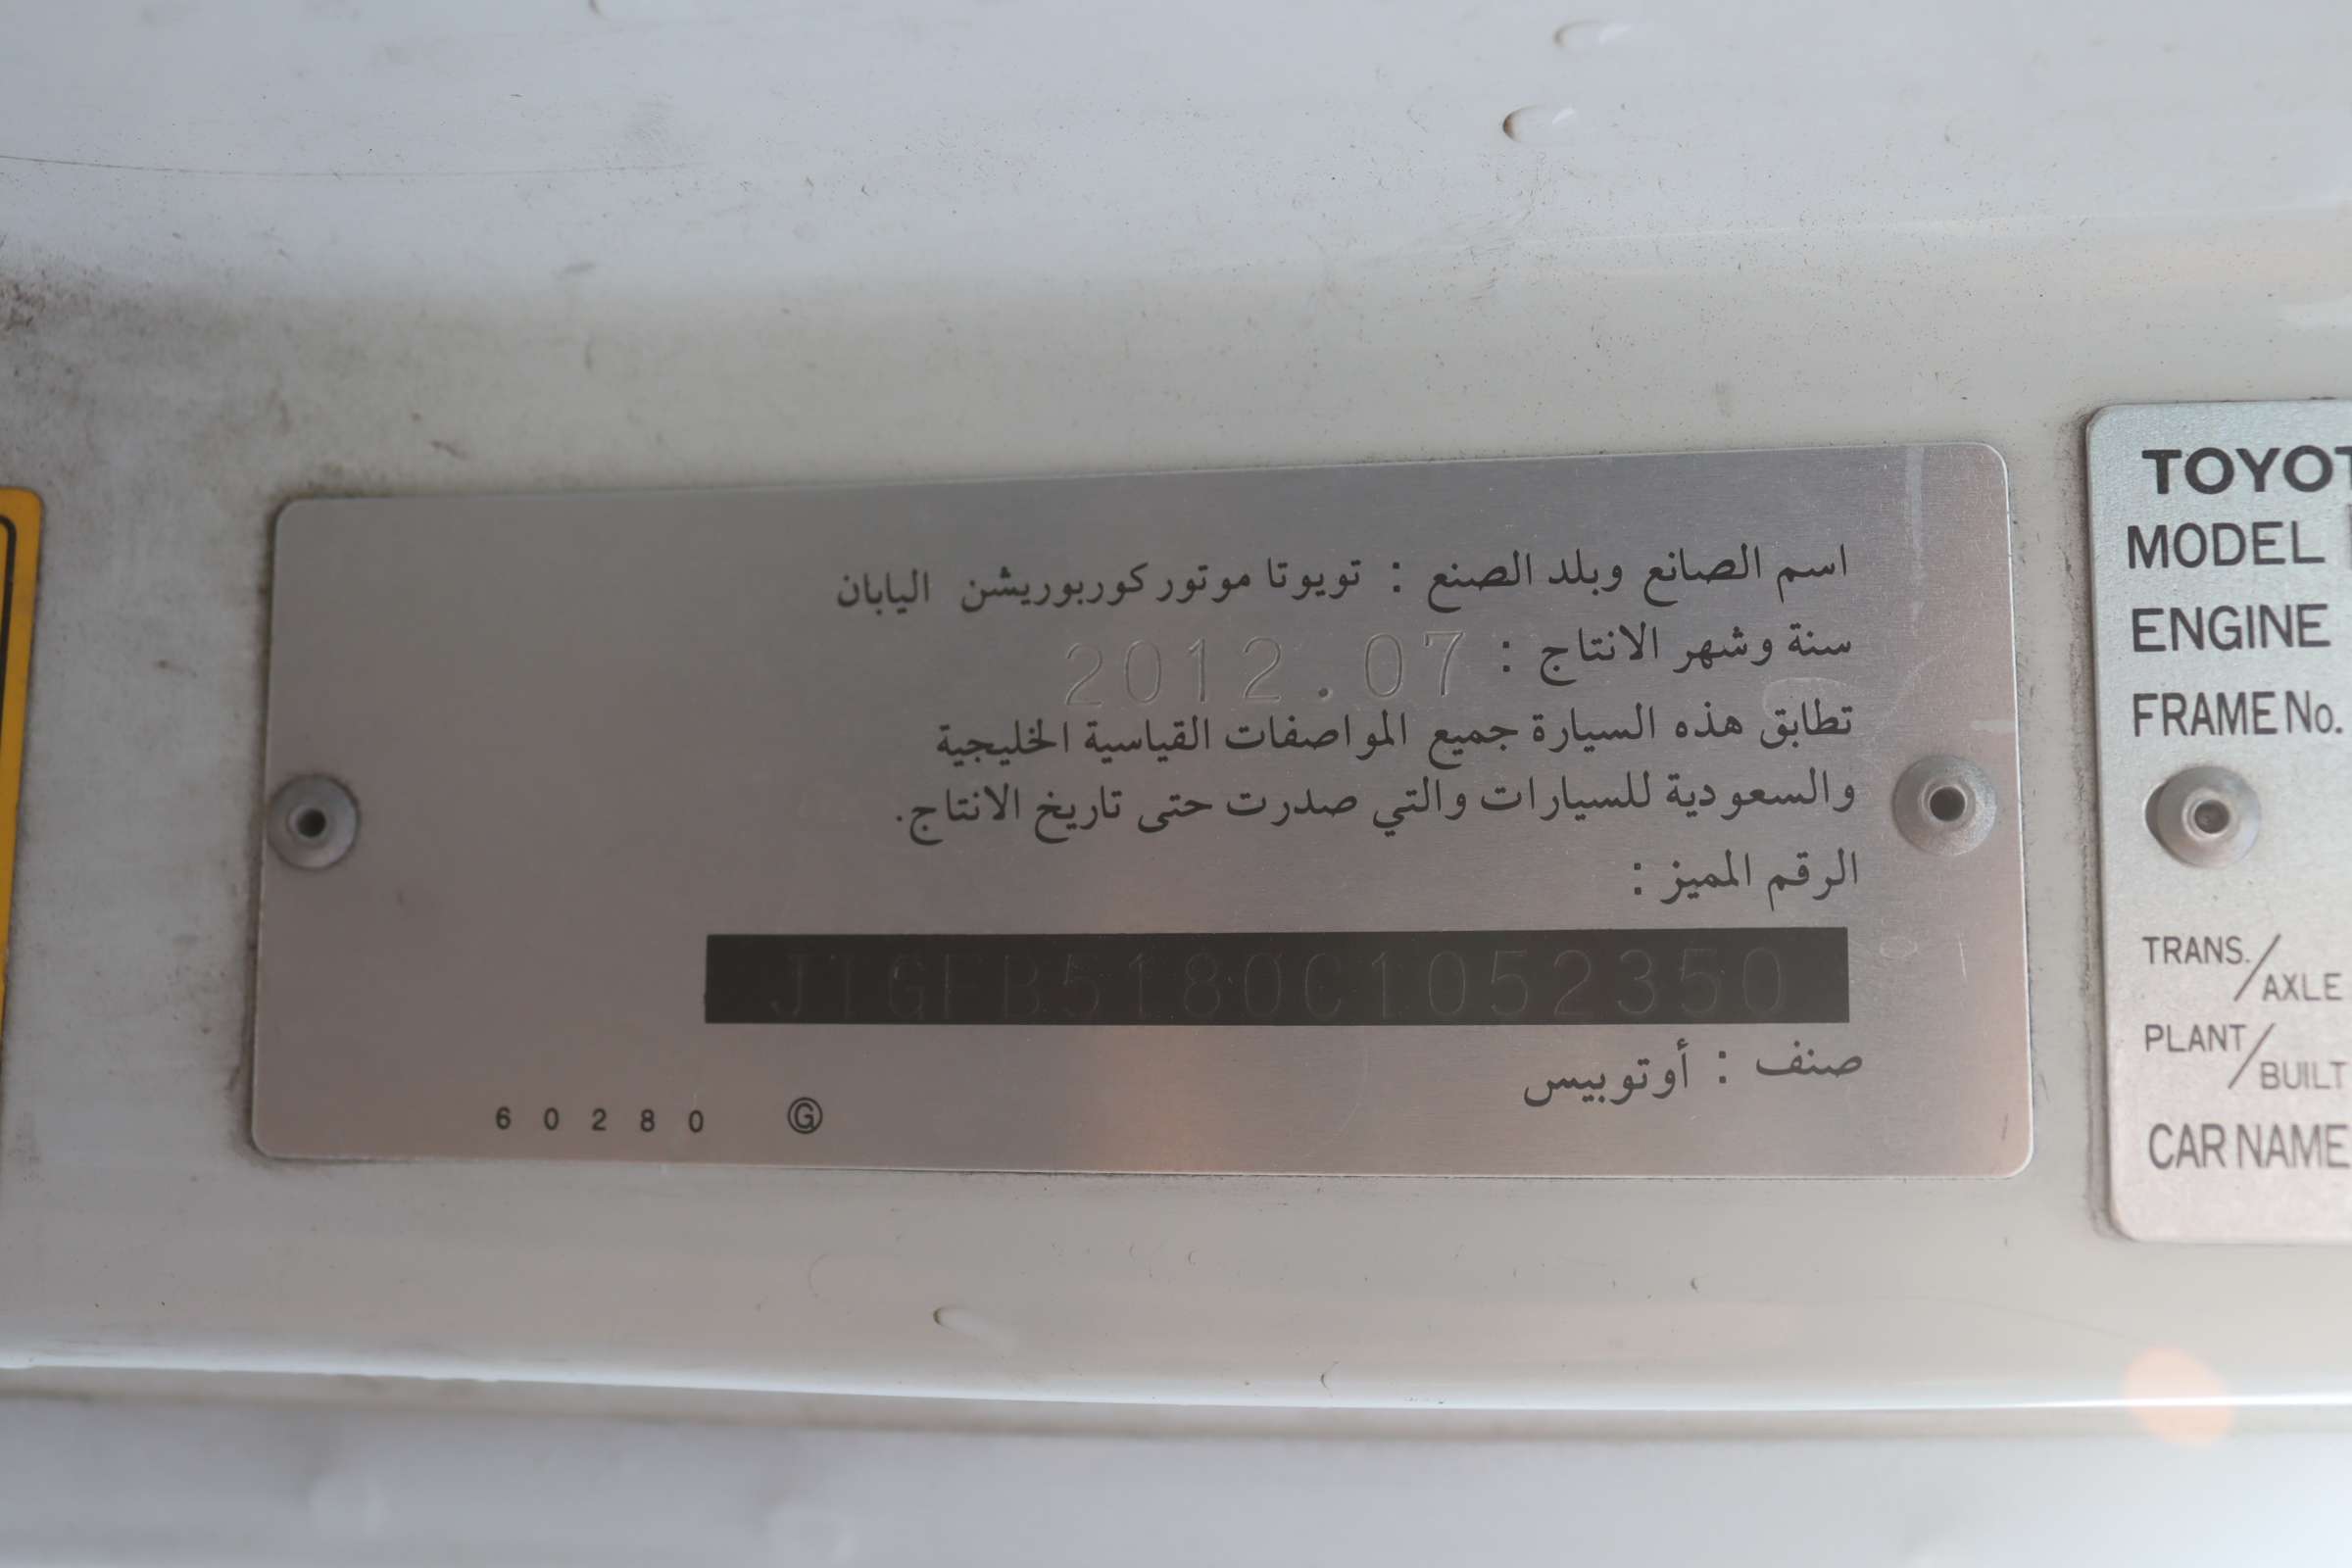 اسم الصانع وبلد الصنع : تويوتا موتور كوربوريشن اليابان
سنة وشهر الانتاج : 2012.07
تطابق هذه السيارة جميع المواصفات القياسية الخليجية
والسعودية للسيارات والتي صدرت حتى تاريخ الانتاج.
الرقم المميز :
JTGFB5180C1052350
صنف : أوتوبيس
60280 G
TOYOT
MODEL
ENGINE
FRAME No.
TRANS./AXLE
PLANT/BUILT
CAR NAME